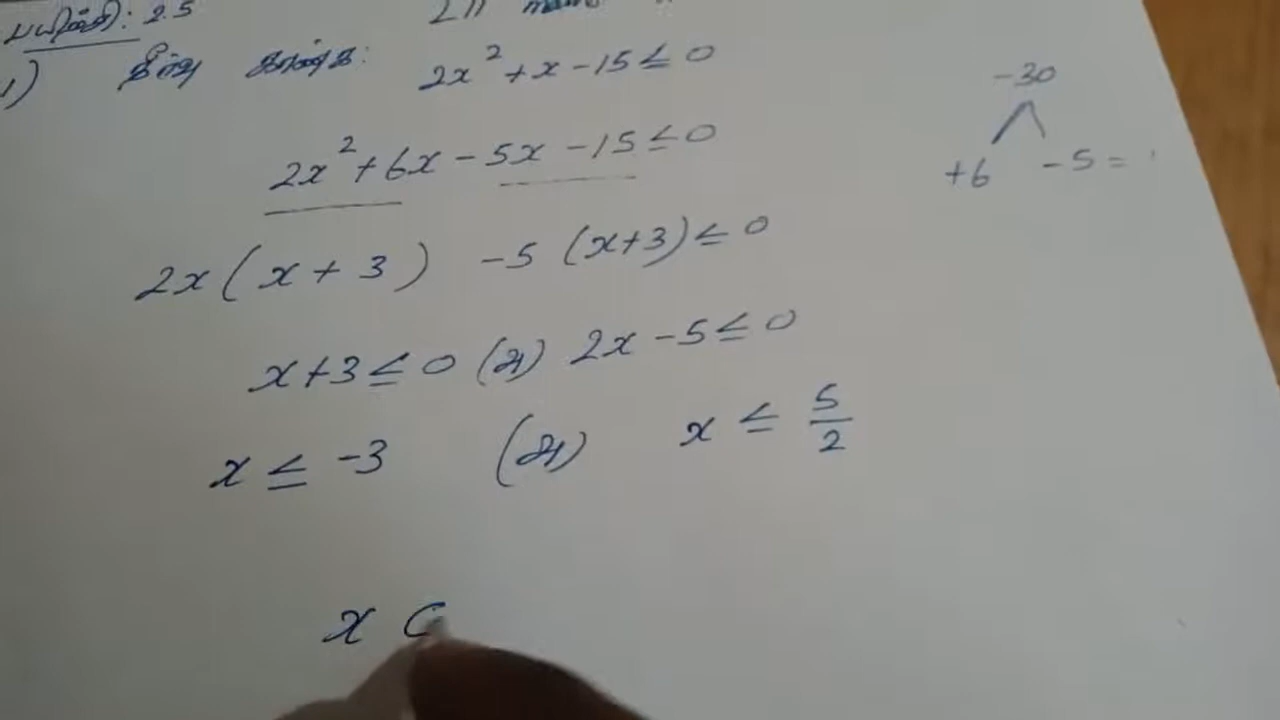 பயிற்சி: 2.5
1) தீர்வு காண்க: 2x² + x - 15 ≤ 0
2x² + 6x - 5x - 15 ≤ 0
-30
+6 -5 =
2x ( x + 3 ) -5 (x+3) ≤ 0
x+3 ≤ 0 (அ) 2x - 5 ≤ 0
x ≤ -3 (அ) x ≤ 5/2
x